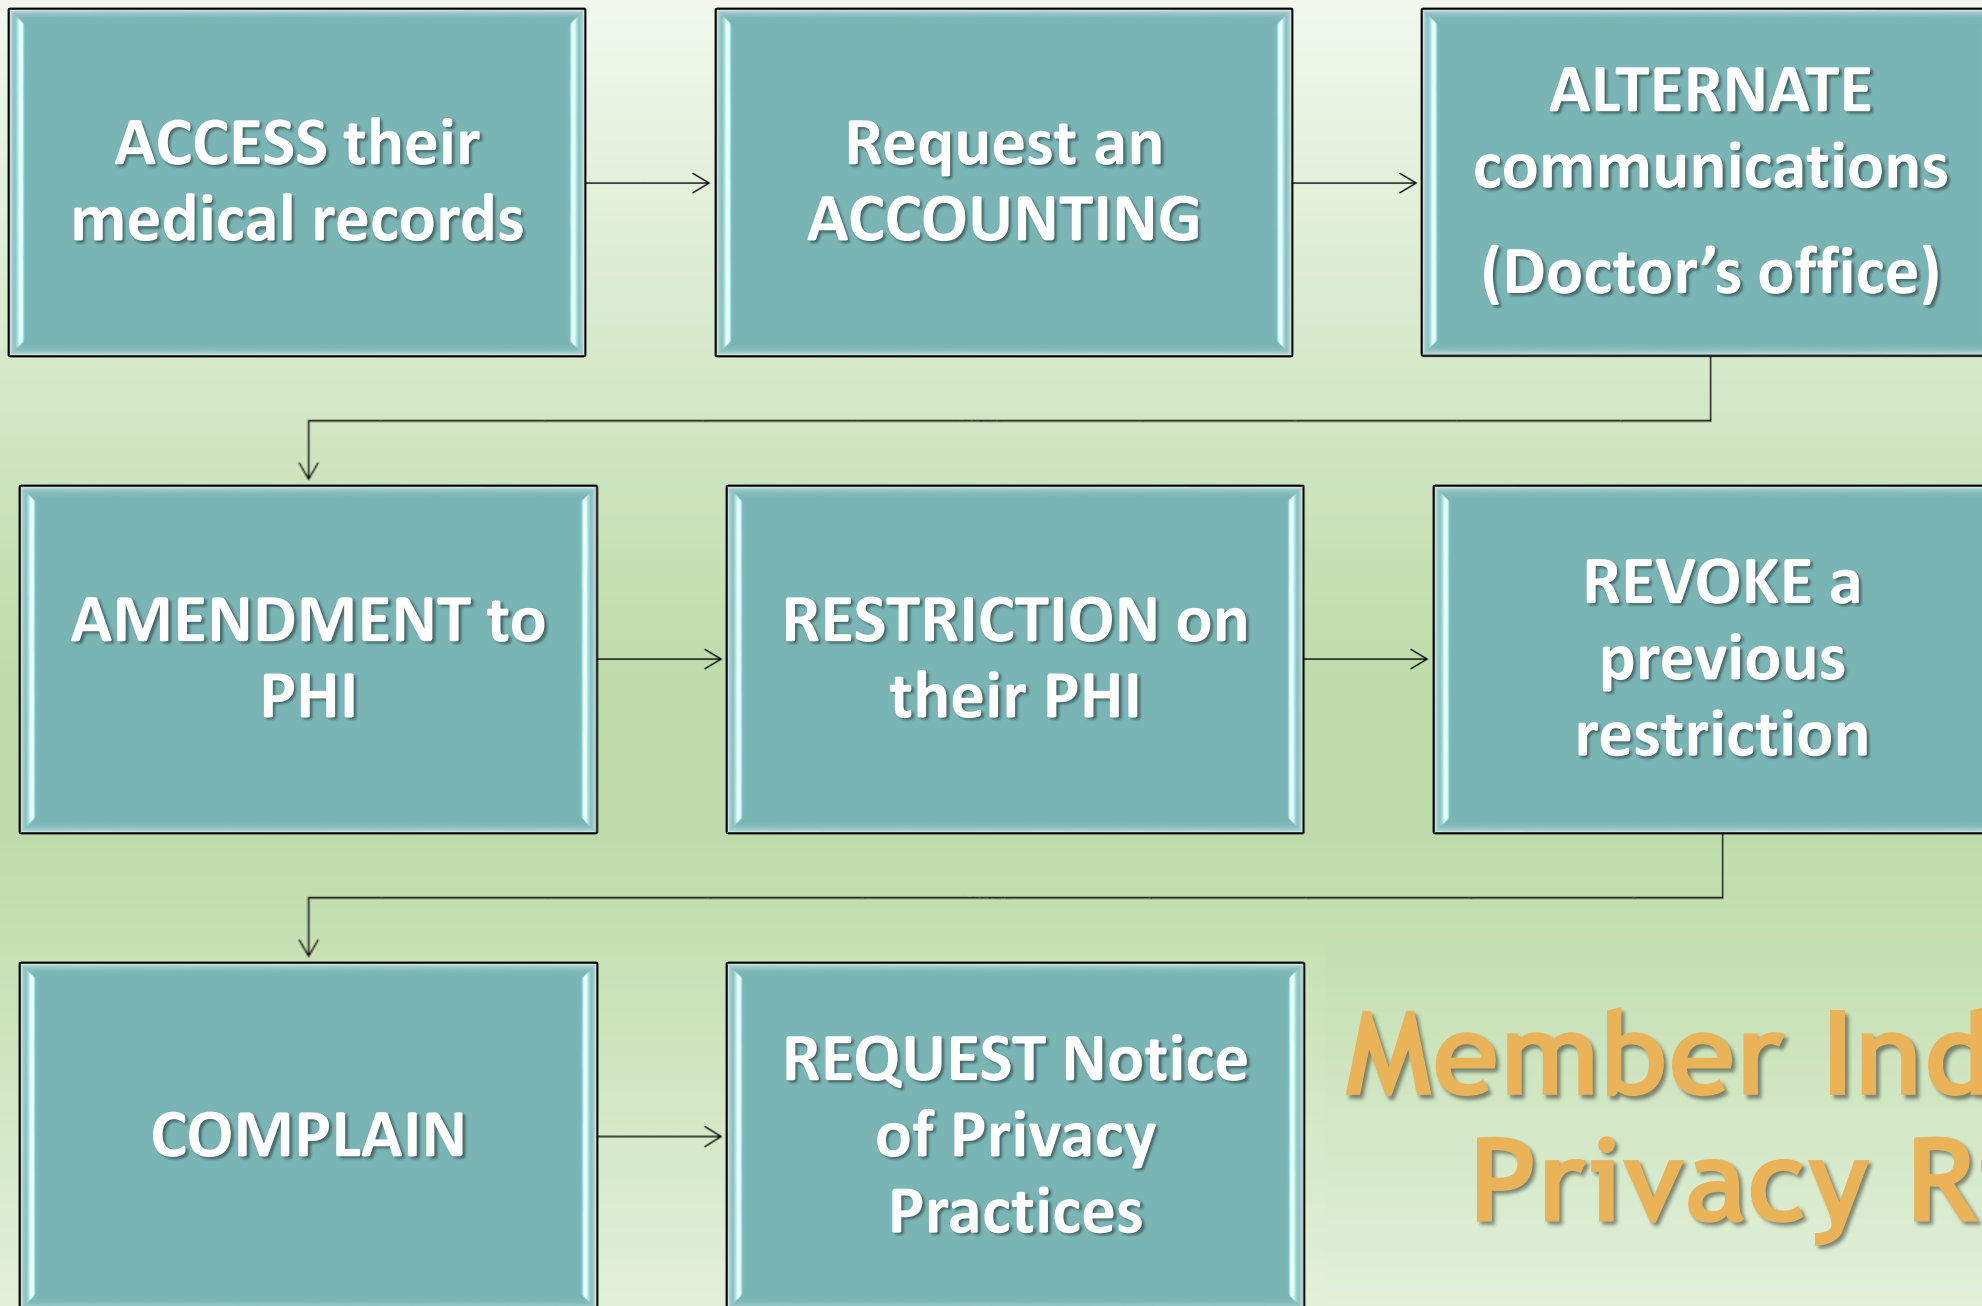 ACCESS their
medical records
Request an
ACCOUNTING
ALTERNATE
communications
(Doctor’s office)
AMENDMENT to
PHI
RESTRICTION on
their PHI
REVOKE a
previous
restriction
COMPLAIN
REQUEST Notice
of Privacy
Practices
Member
Privacy